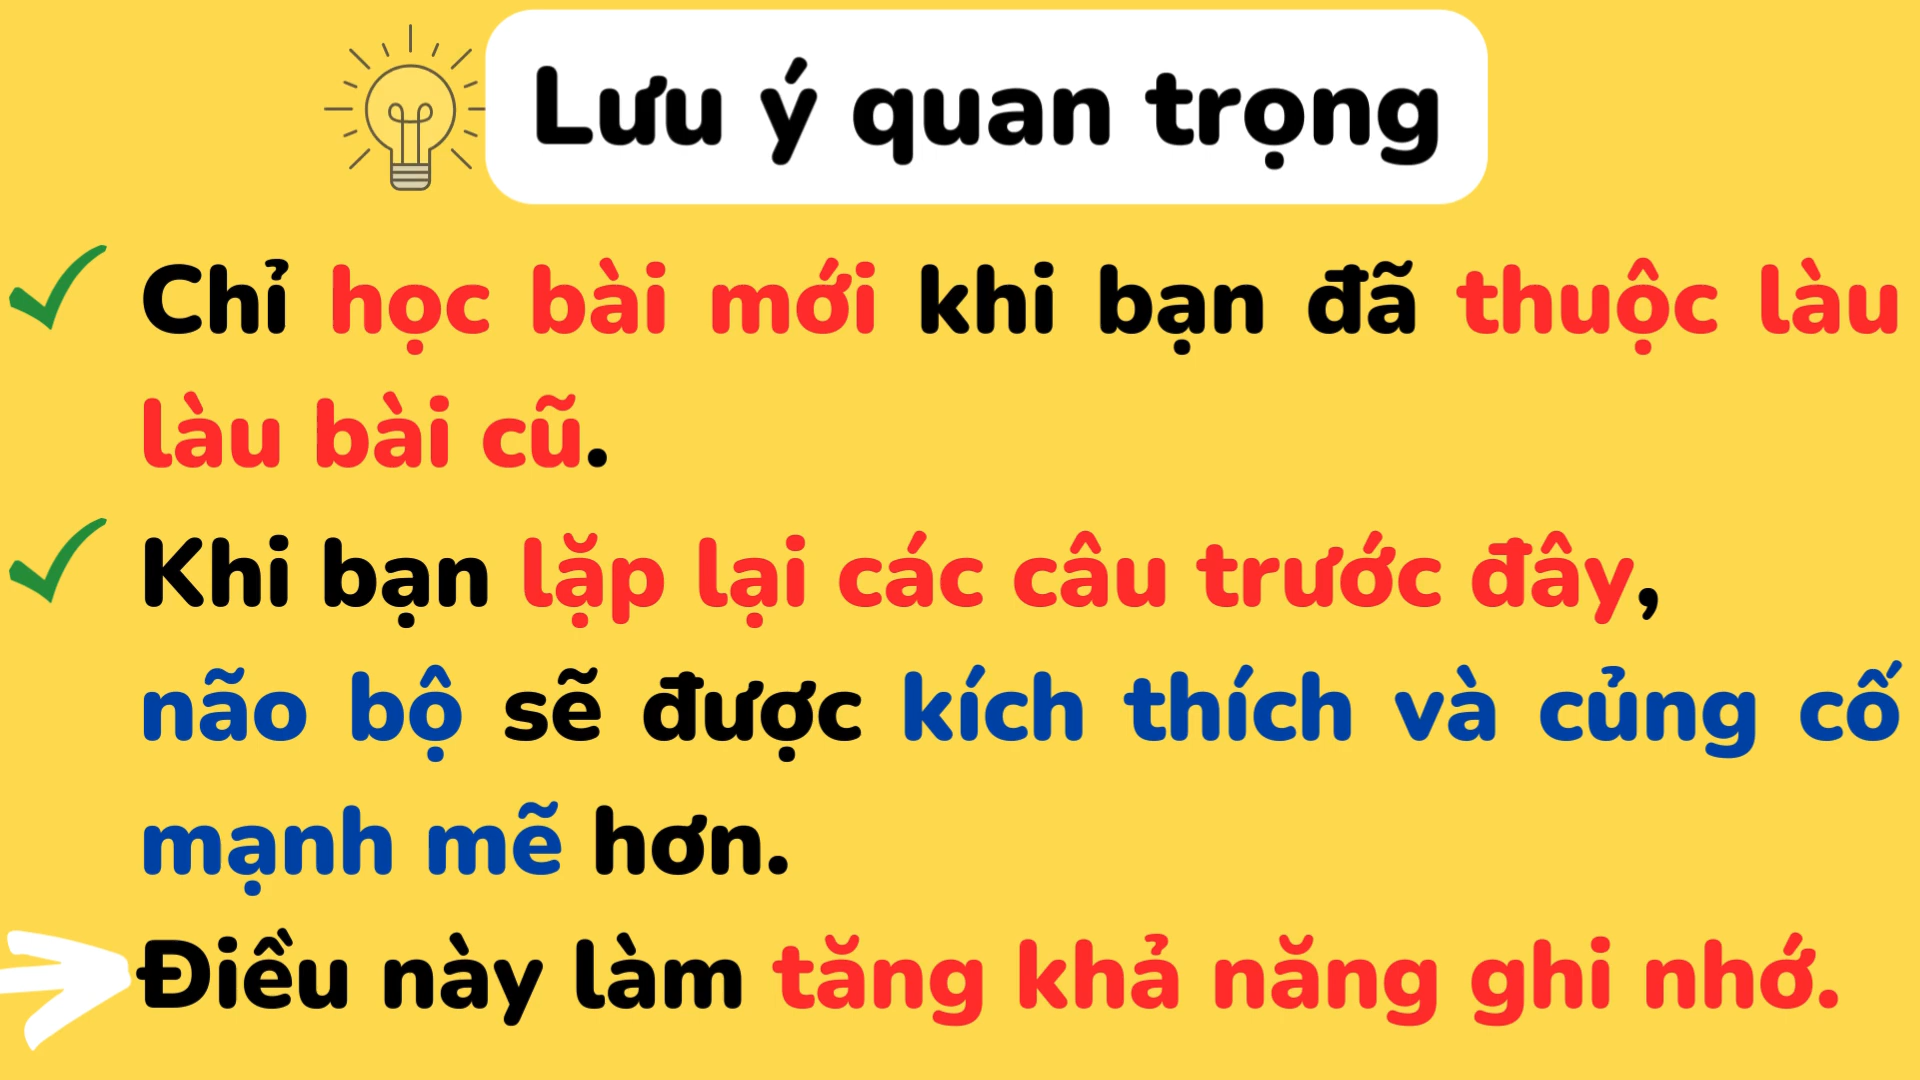 Lưu ý quan trọng
Chỉ học bài mới khi bạn đã thuộc làu
làu bài cũ.
Khi bạn lặp lại các câu trước đây,
não bộ sẽ được kích thích và củng cố
mạnh mẽ hơn.
Điều này làm tăng khả năng ghi nhớ.